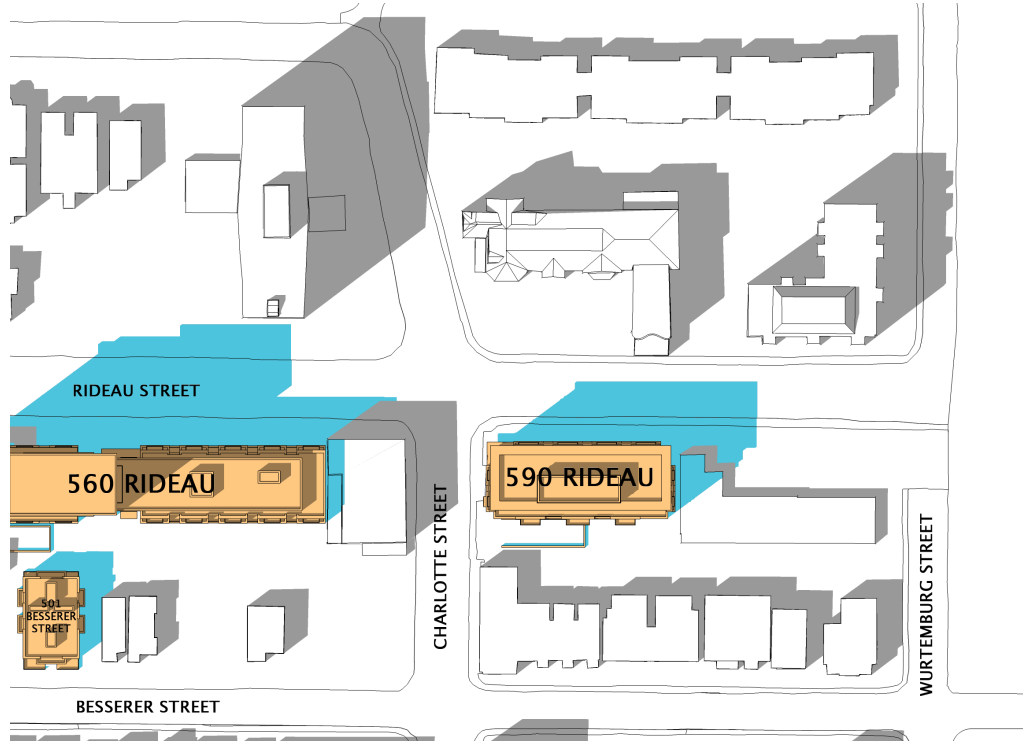 RIDEAU STREET
560 RIDEAU
590 RIDEAU
CHARLOTTE STREET
WURTEMBURG STREET
501
BESSERER
STREET
BESSERER STREET